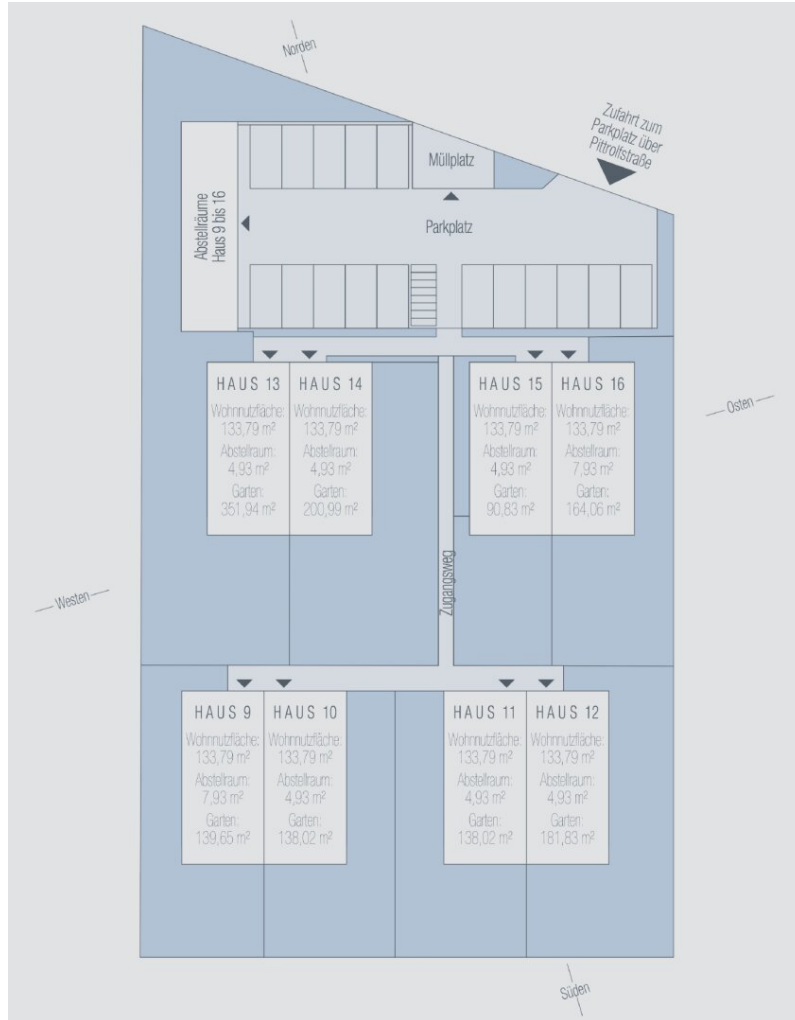 Norden
Zufahrt zum
Parkplatz über
Pittrolfstraße
Müllplatz
Abstellräume
Haus 9 bis 16
Parkplatz
HAUS 13
Wohnnutzfläche:
133,79 m²
Abstellraum:
4,93 m²
Garten:
351,94 m²
HAUS 14
Wohnnutzfläche:
133,79 m²
Abstellraum:
4,93 m²
Garten:
200,99 m²
HAUS 15
Wohnnutzfläche:
133,79 m²
Abstellraum:
4,93 m²
Garten:
90,83 m²
HAUS 16
Wohnnutzfläche:
133,79 m²
Abstellraum:
7,93 m²
Garten:
164,06 m²
Osten
Zugangsweg
Westen
HAUS 9
Wohnnutzfläche:
133,79 m²
Abstellraum:
7,93 m²
Garten:
139,65 m²
HAUS 10
Wohnnutzfläche:
133,79 m²
Abstellraum:
4,93 m²
Garten:
138,02 m²
HAUS 11
Wohnnutzfläche:
133,79 m²
Abstellraum:
4,93 m²
Garten:
138,02 m²
HAUS 12
Wohnnutzfläche:
133,79 m²
Abstellraum:
4,93 m²
Garten:
181,83 m²
Süden